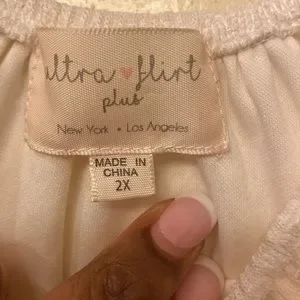 ultra flirt
plus
New York • Los Angeles
MADE IN
CHINA
2X